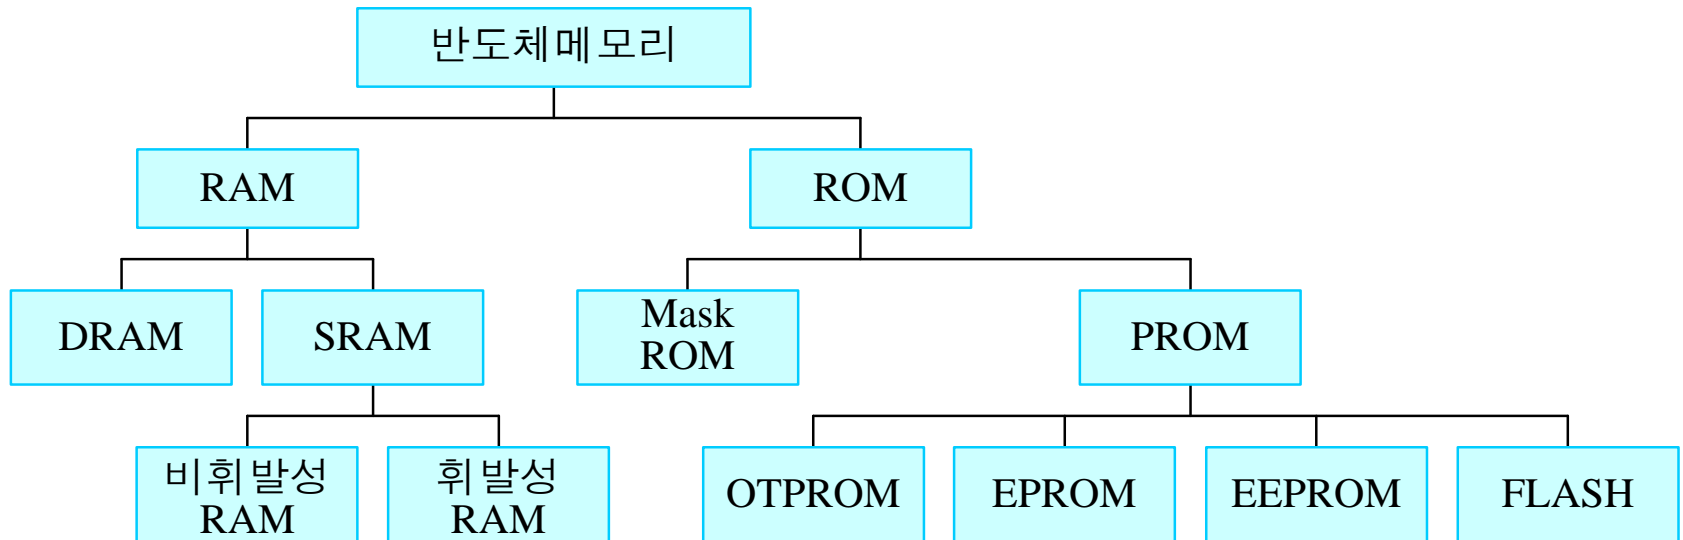 반도체메모리
RAM
ROM
DRAM
SRAM
Mask
ROM
PROM
비휘발성
RAM
휘발성
RAM
OTPROM
EPROM
EEPROM
FLASH